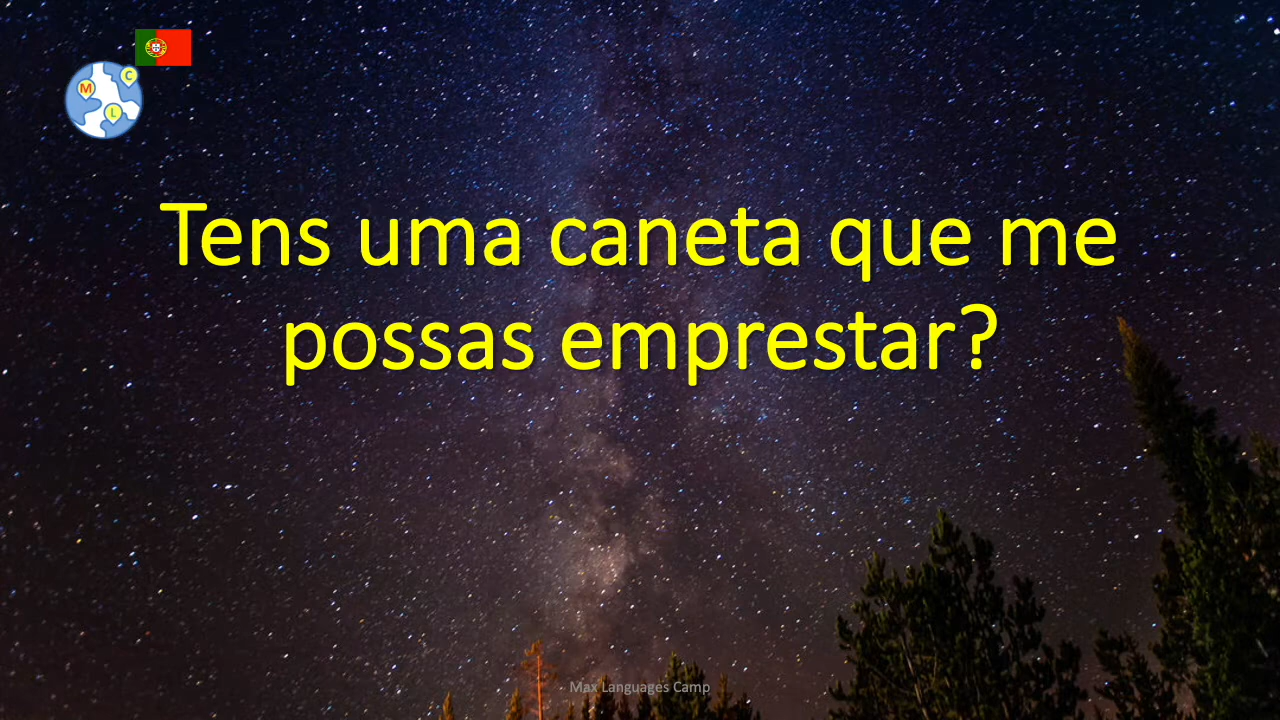 C
M
L
Tens uma caneta que me
possas emprestar?
Max Languages Camp